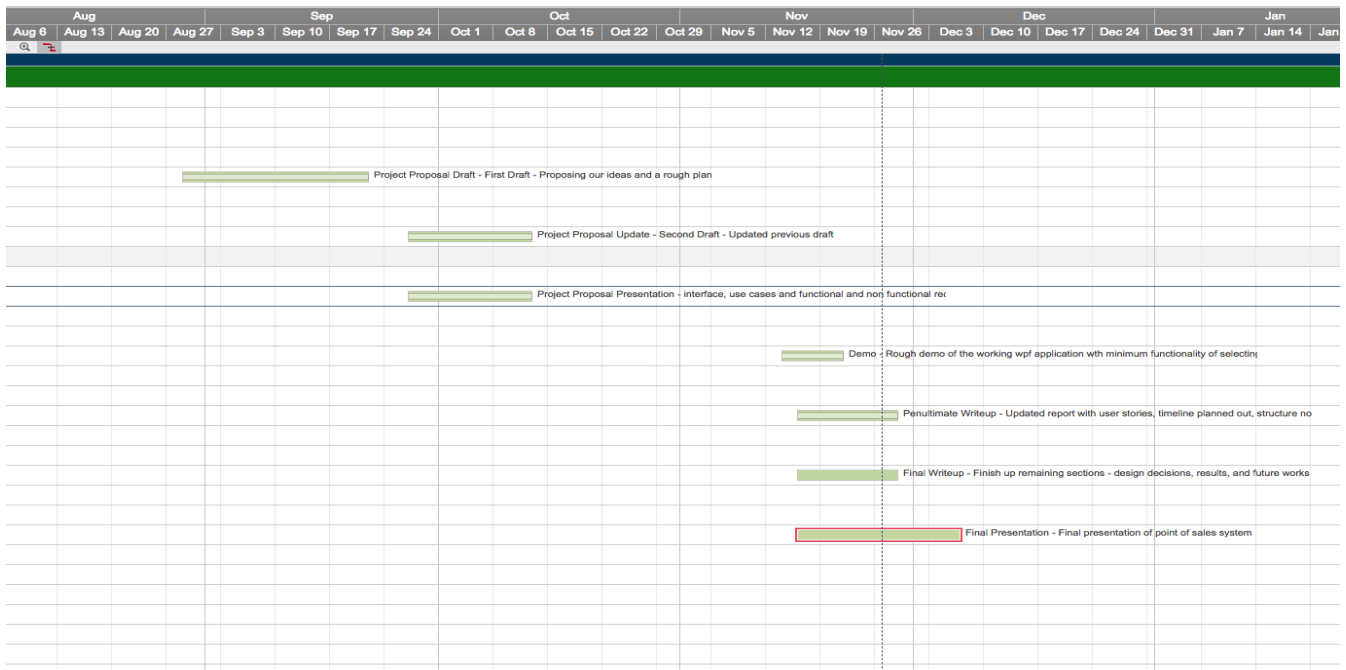 Aug Sep Oct Nov Dec Jan
Aug 6 Aug 13 Aug 20 Aug 27 Sep 3 Sep 10 Sep 17 Sep 24 Oct 1 Oct 8 Oct 15 Oct 22 Oct 29 Nov 5 Nov 12 Nov 19 Nov 26 Dec 3 Dec 10 Dec 17 Dec 24 Dec 31 Jan 7 Jan 14 Jan
Project Proposal Draft - First Draft - Proposing our ideas and a rough plan
Project Proposal Update - Second Draft - Updated previous draft
Project Proposal Presentation - interface, use cases and functional and non functional rec
Demo - Rough demo of the working wpf application wth minimum functionality of selecting
Penultimate Writeup - Updated report with user stories, timeline planned out, structure no
Final Writeup - Finish up remaining sections - design decisions, results, and future works
Final Presentation - Final presentation of point of sales system